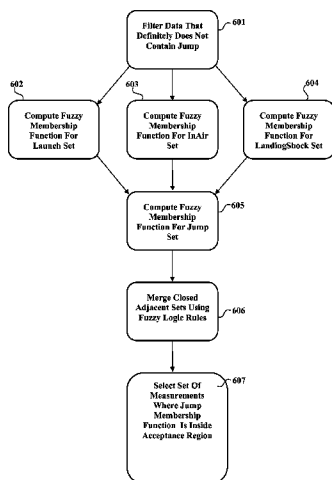 Filter Data That
Definitely Does Not
Contain Jump
601
602
Compute Fuzzy
Membership
Function For
Launch Set
603
Compute Fuzzy
Membership
Function For InAir
Set
604
Compute Fuzzy
Membership
Function For
LandingShock Set
Compute Fuzzy
Membership
Function For Jump
Set
605
Merge Closed
Adjacent Sets Using
Fuzzy Logic Rules
606
607
Select Set Of
Measurements
Where Jump
Membership
Function Is Inside
Acceptance Region